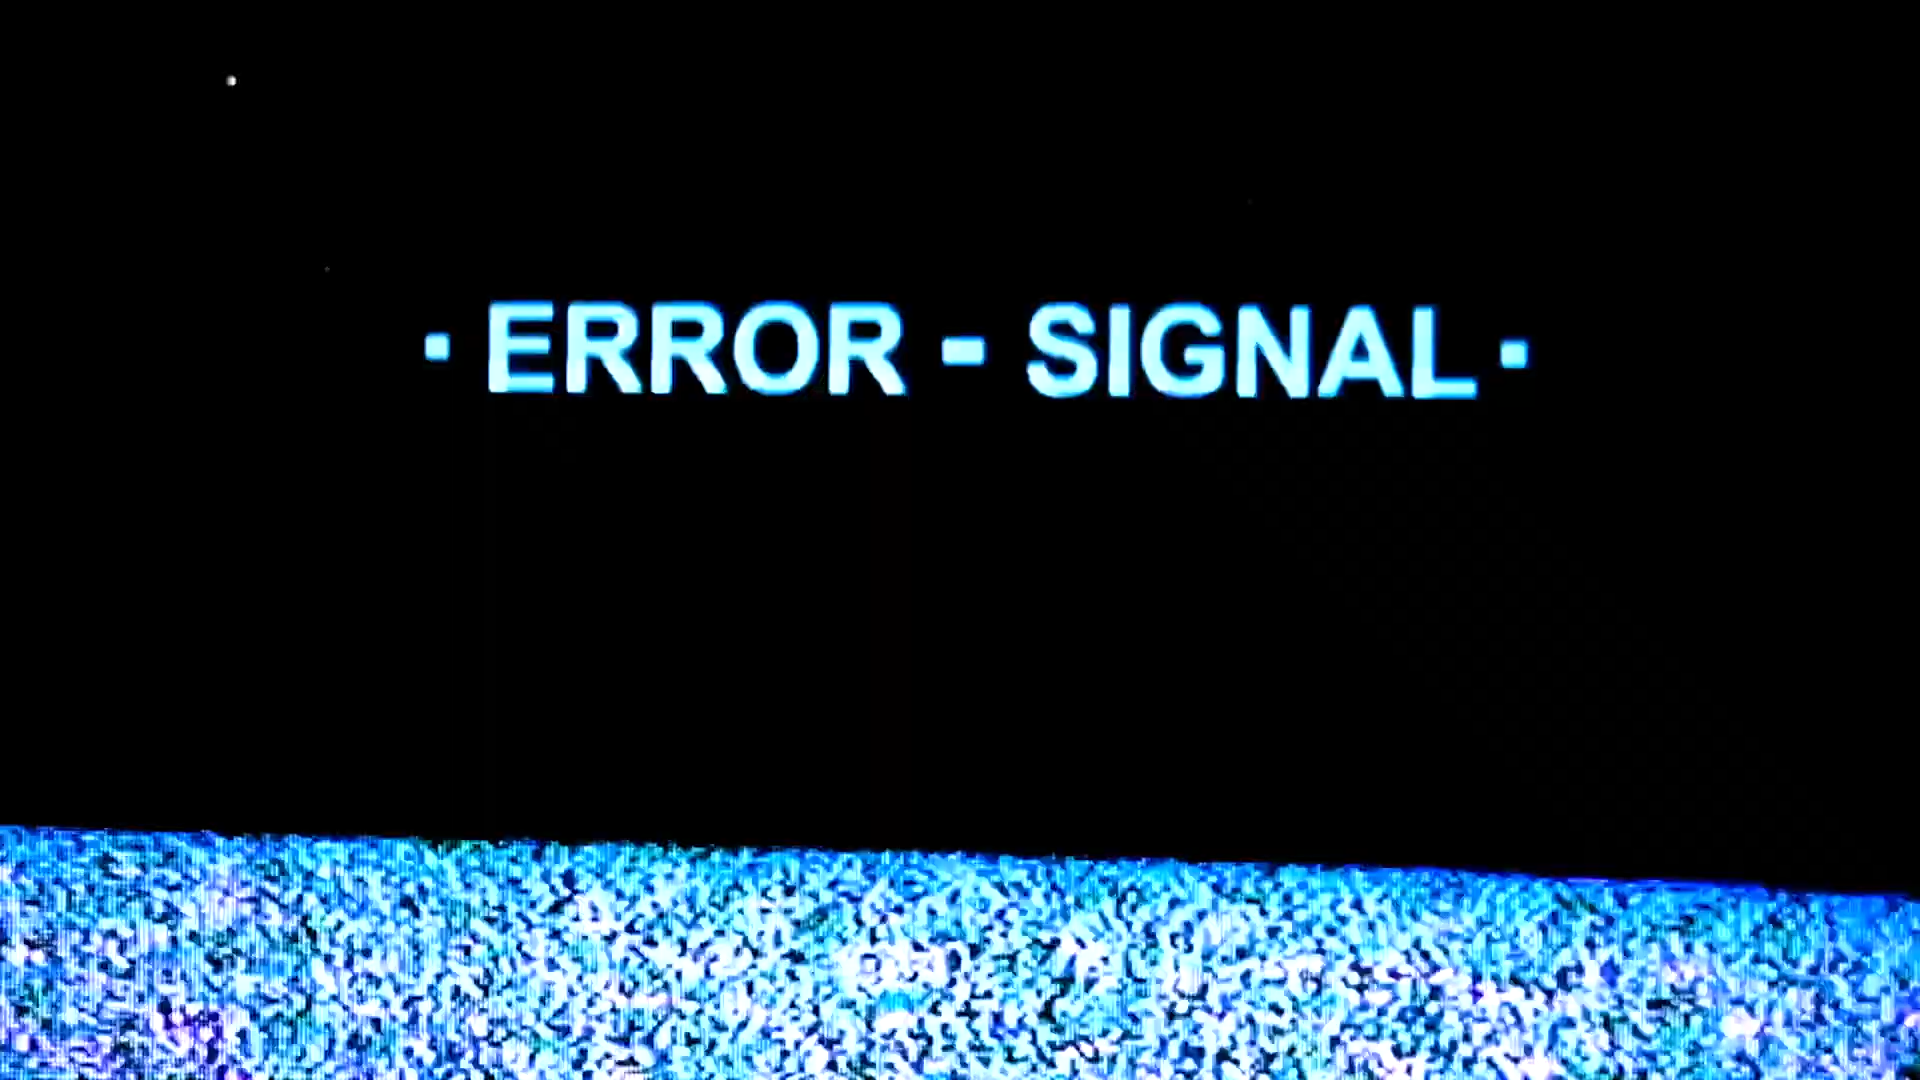 · ERROR - SIGNAL ·